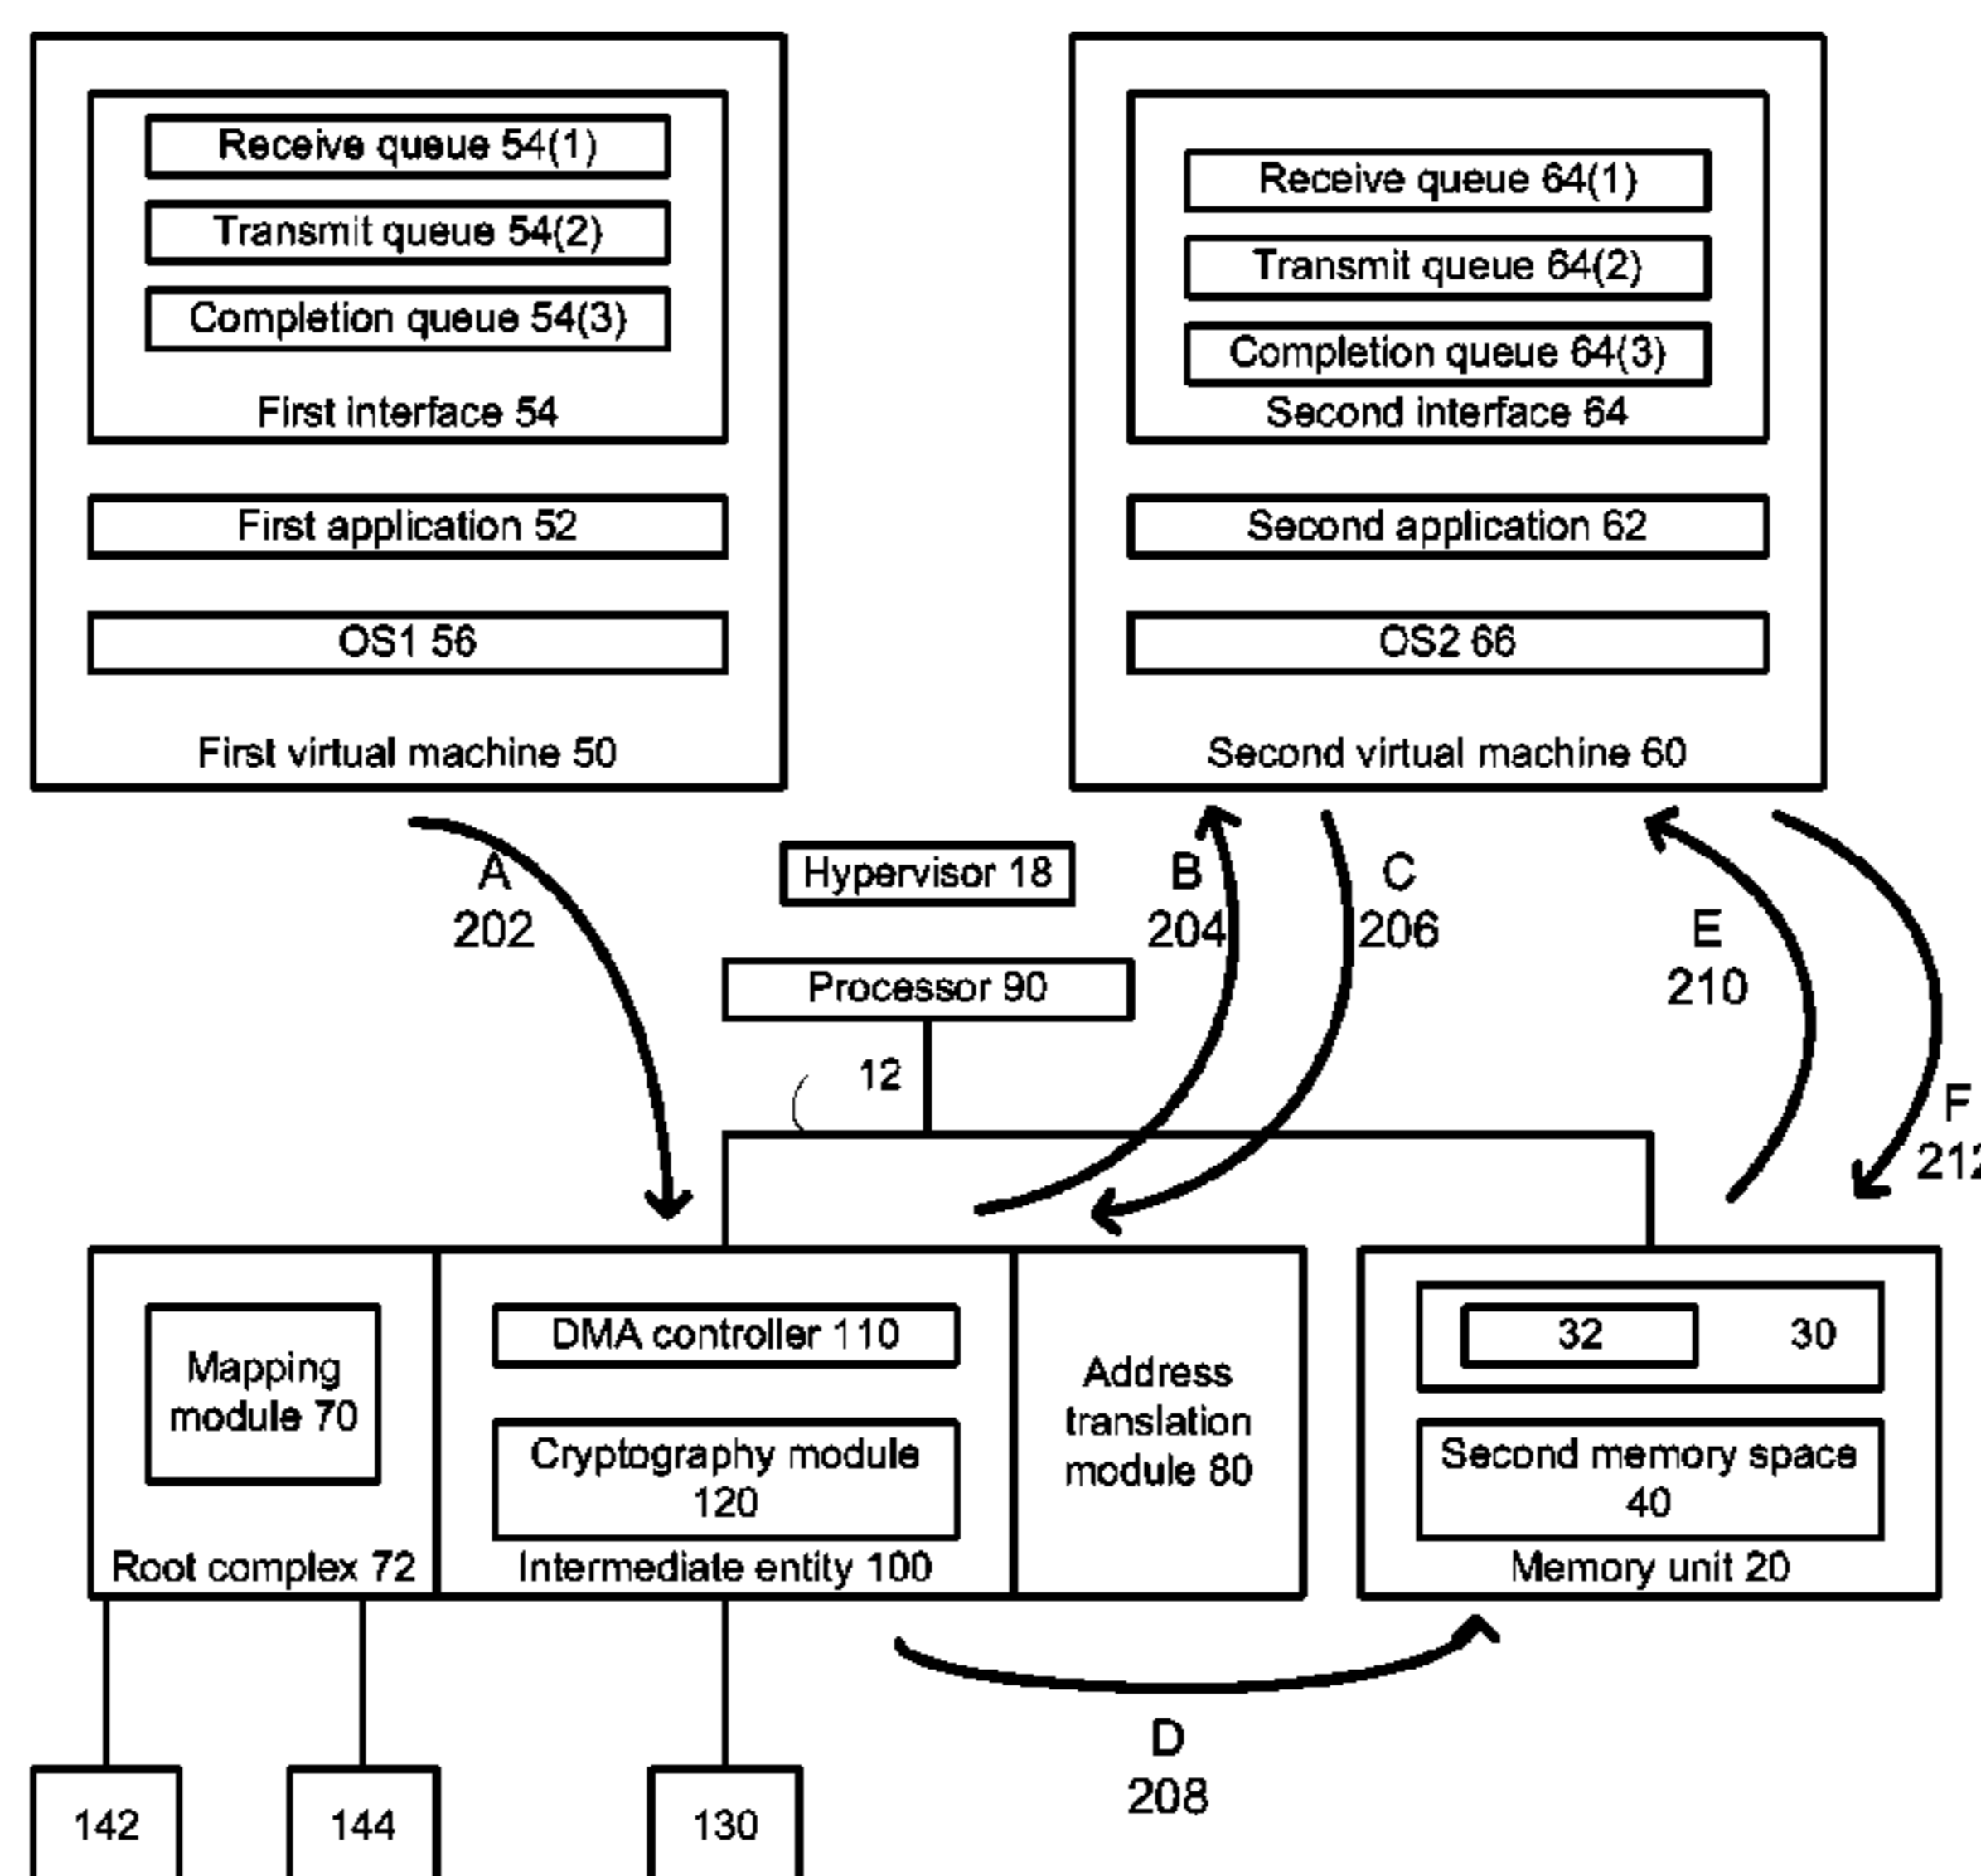 Receive queue 54(1)
Transmit queue 54(2)
Completion queue 54(3)
First interface 54
First application 52
OS1 56
First virtual machine 50
Receive queue 64(1)
Transmit queue 64(2)
Completion queue 64(3)
Second interface 64
Second application 62
OS2 66
Second virtual machine 60
A
202
Hypervisor 18
Processor 90
12
B
204
C
206
E
210
F
212
Mapping
module 70
Root complex 72
DMA controller 110
Cryptography module
120
Intermediate entity 100
Address
translation
module 80
32
30
Second memory space
40
Memory unit 20
D
208
142
144
130